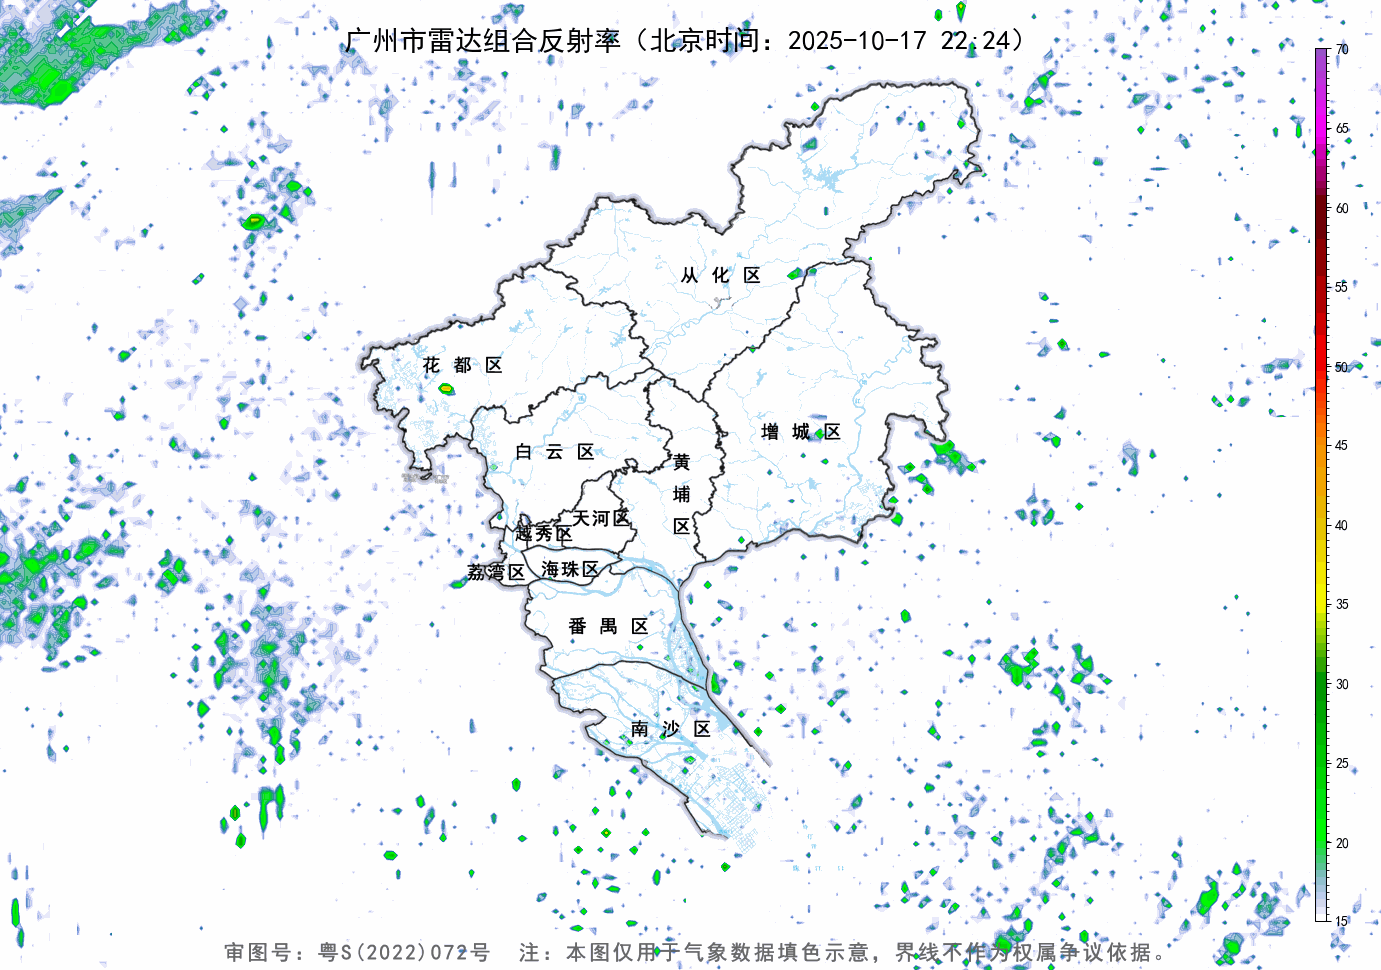 广州市雷达组合反射率（北京时间：2025-10-17 22:24）
70
65
60
55
50
45
40
35
30
25
20
15
从化区
花都区
增城区
白云区
黄埔区
天河区
越秀区
荔湾区
海珠区
番禺区
南沙区
审图号：粤S(2022)072号 注：本图仅用于气象数据填色示意，界线不作为权属争议依据。